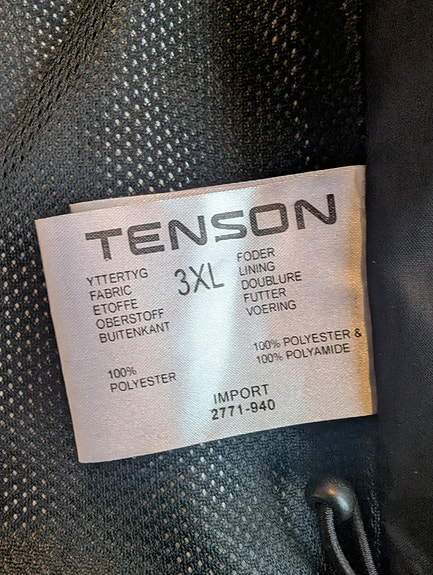 TENSON
3XL
YTTERTYG
FABRIC
ETOFFE
OBERSTOFF
BUITENKANT
100%
POLYESTER
FODER
LINING
DOUBLURE
FUTTER
VOERING
100% POLYESTER &
100% POLYAMIDE
IMPORT
2771-940